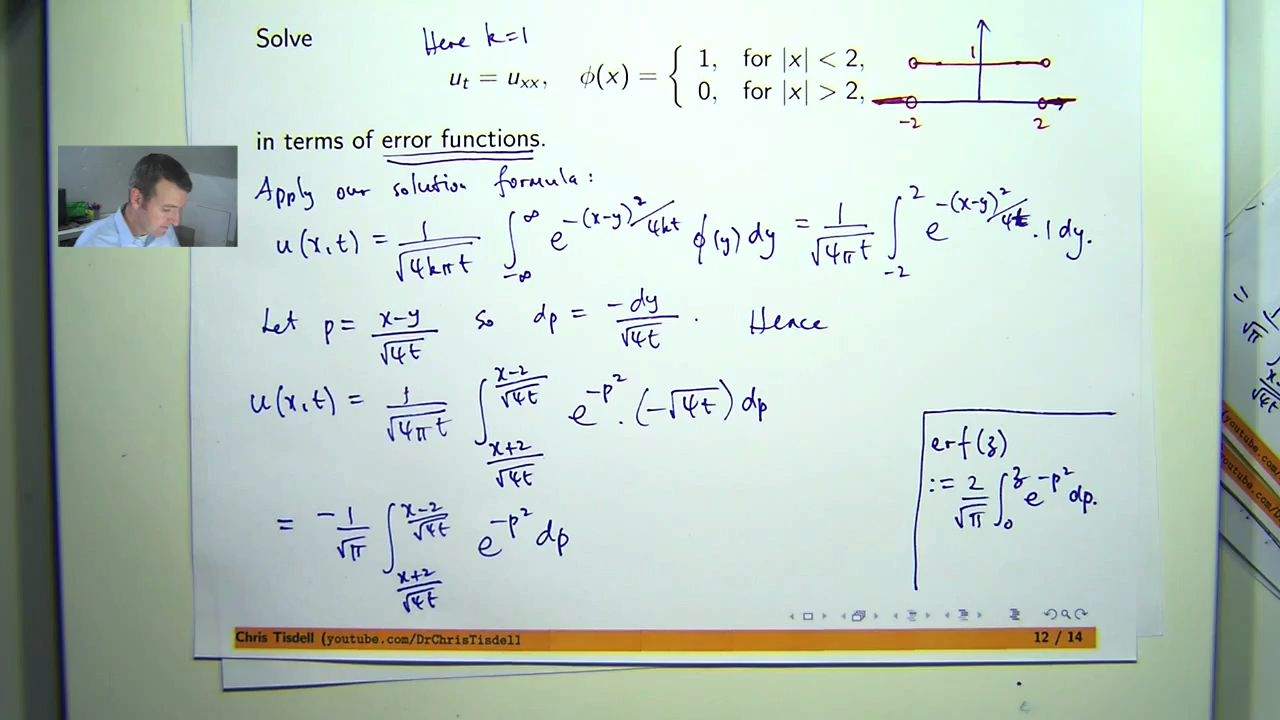 Solve
Here k=1
u_t = u_xx, φ(x) = { 1, for |x| < 2,
0, for |x| > 2,
1
-2 2
in terms of error functions.
Apply our solution formula:
u(x,t) = 1/√(4kπt) ∫_{-∞}^{∞} e^{-(x-y)²/4kt} φ(y) dy = 1/√(4πt) ∫_{-2}^{2} e^{-(x-y)²/4t} · 1 dy.
Let p = (x-y)/√(4t) so dp = -dy/√(4t) . Hence
u(x,t) = 1/√(4πt) ∫_{(x+2)/√(4t)}^{(x-2)/√(4t)} e^{-p²} · (-√(4t)) dp
= -1/√π ∫_{(x+2)/√(4t)}^{(x-2)/√(4t)} e^{-p²} dp
erf(z)
:= 2/√π ∫_0^z e^{-p²} dp.
Chris Tisdell (youtube.com/DrChrisTisdell
12 / 14